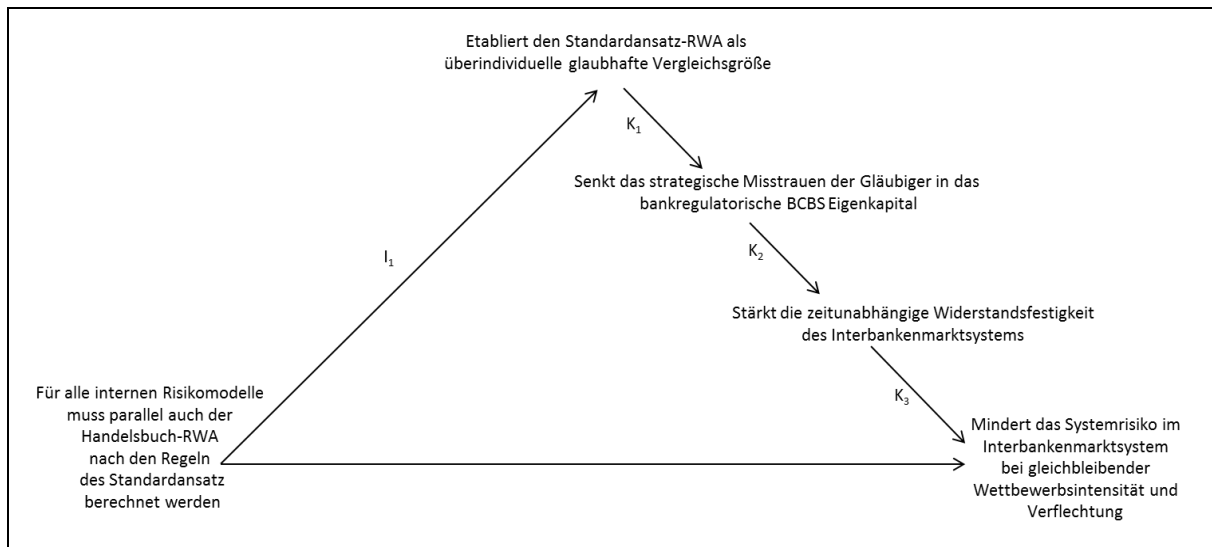 Etabliert den Standardansatz-RWA als
überindividuelle glaubhafte Vergleichsgröße
K1
Senkt das strategische Misstrauen der Gläubiger in das
bankregulatorische BCBS Eigenkapital
I1
K2
Stärkt die zeitunabhängige Widerstandsfestigkeit
des Interbankenmarktsystems
Für alle internen Risikomodelle
muss parallel auch der
Handelsbuch-RWA
nach den Regeln
des Standardansatz
berechnet werden
K3
Mindert das Systemrisiko im
Interbankenmarktsystem
bei gleichbleibender
Wettbewerbsintensität und
Verflechtung